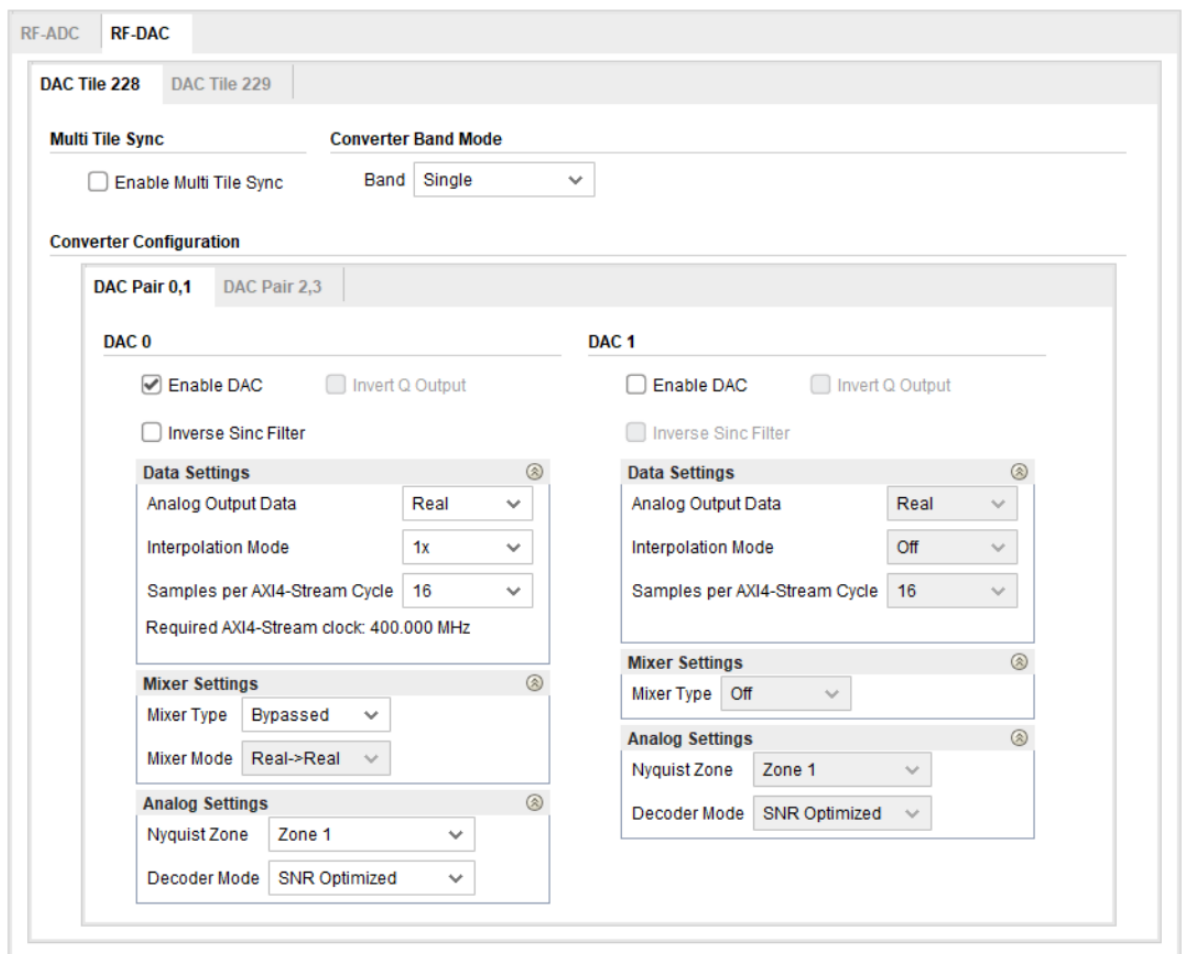 RF-ADC RF-DAC
DAC Tile 228 DAC Tile 229
Multi Tile Sync Converter Band Mode
Enable Multi Tile Sync Band Single
Converter Configuration
DAC Pair 0,1 DAC Pair 2,3
DAC 0 DAC 1
Enable DAC Invert Q Output Enable DAC Invert Q Output
Inverse Sinc Filter Inverse Sinc Filter
Data Settings Data Settings
Analog Output Data Real Analog Output Data Real
Interpolation Mode 1x Interpolation Mode Off
Samples per AXI4-Stream Cycle 16 Samples per AXI4-Stream Cycle 16
Required AXI4-Stream clock: 400.000 MHz
Mixer Settings
Mixer Type Off
Mixer Settings
Mixer Type Bypassed
Analog Settings
Mixer Mode Real->Real
Nyquist Zone Zone 1
Analog Settings
Decoder Mode SNR Optimized
Nyquist Zone Zone 1
Decoder Mode SNR Optimized